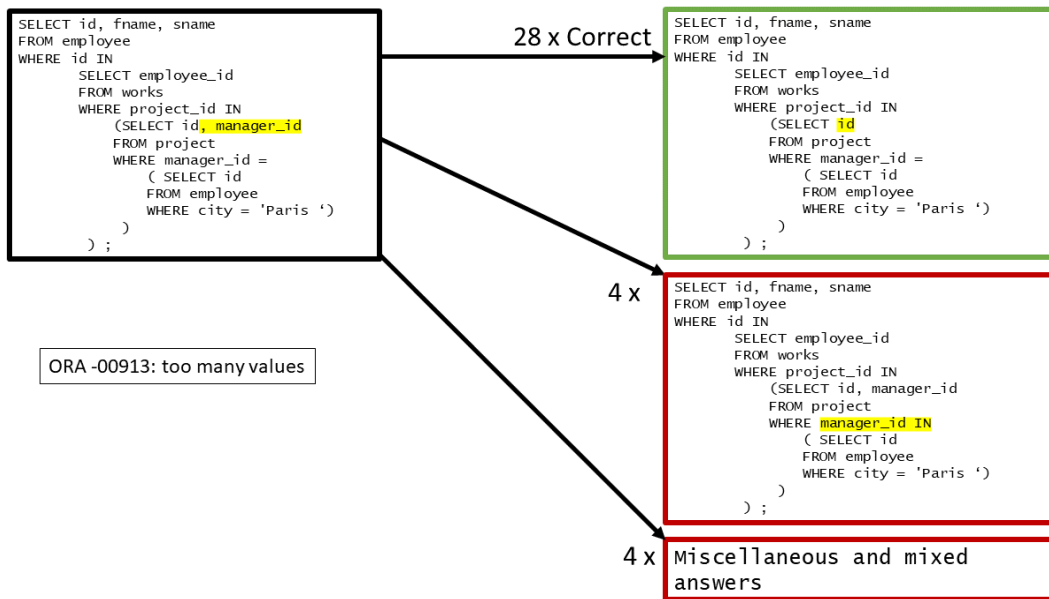 SELECT id, fname, sname
FROM employee
WHERE id IN
SELECT employee_id
FROM works
WHERE project_id IN
(SELECT id, manager_id
FROM project
WHERE manager_id =
( SELECT id
FROM employee
WHERE city = 'Paris ‘)
)
) ;
ORA -00913: too many values
28 x Correct
SELECT id, fname, sname
FROM employee
WHERE id IN
SELECT employee_id
FROM works
WHERE project_id IN
(SELECT id
FROM project
WHERE manager_id =
( SELECT id
FROM employee
WHERE city = 'Paris ‘)
)
) ;
4 x
SELECT id, fname, sname
FROM employee
WHERE id IN
SELECT employee_id
FROM works
WHERE project_id IN
(SELECT id, manager_id
FROM project
WHERE manager_id IN
( SELECT id
FROM employee
WHERE city = 'Paris ‘)
)
) ;
4 x
Miscellaneous and mixed
answers